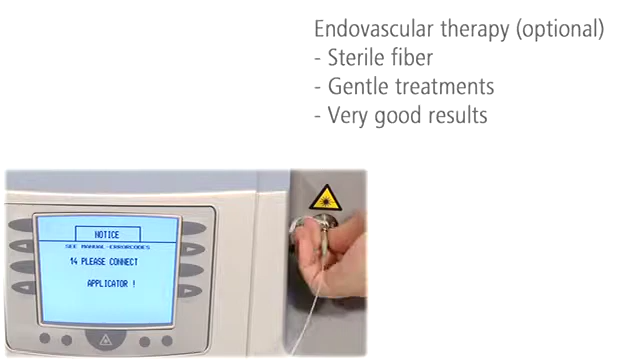 Endovascular therapy (optional)
- Sterile fiber
- Gentle treatments
- Very good results
NOTICE
SEE MANUAL-ERRORCODES
14 PLEASE CONNECT
APPLICATOR !